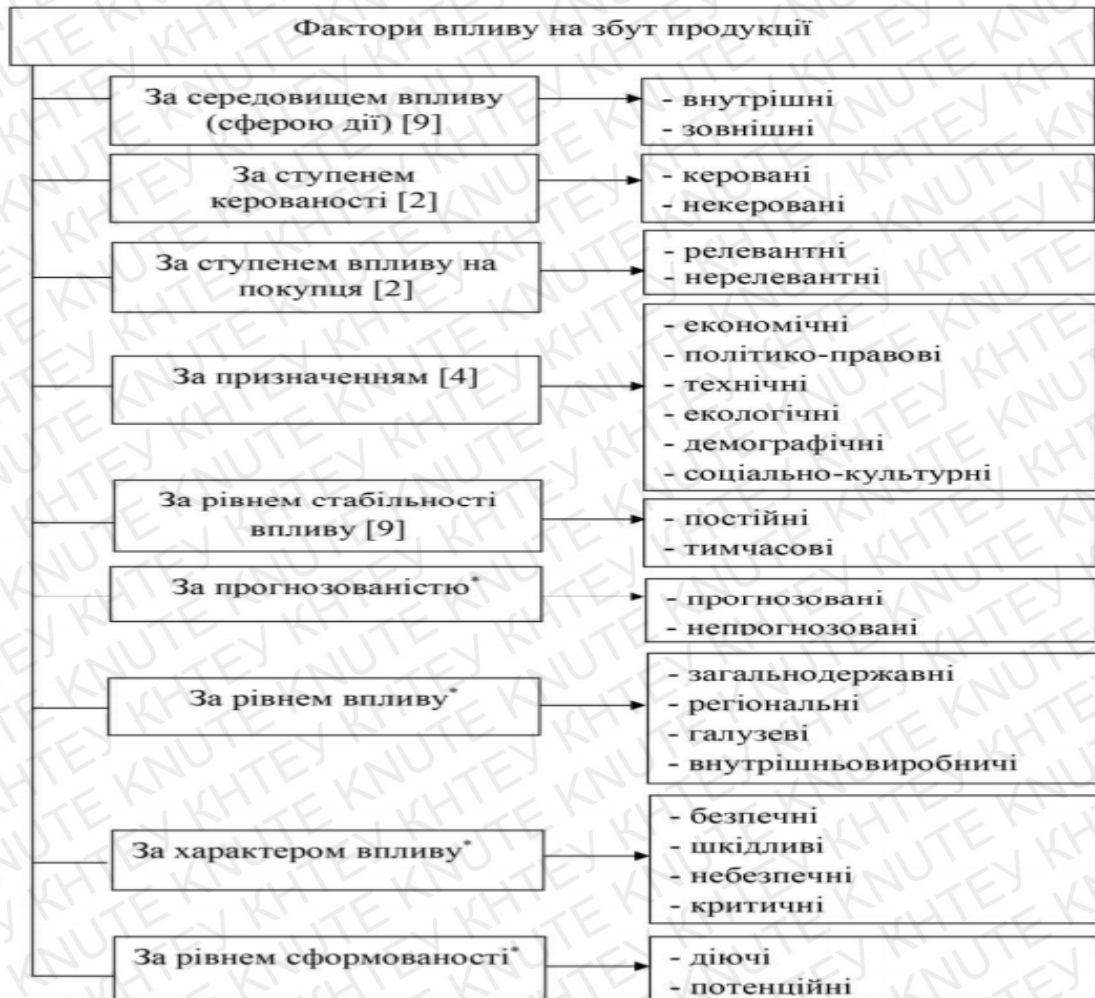 Фактори впливу на збут продукції
За середовищем впливу
(сферою дії) [9]
- внутрішні
- зовнішні
За ступенем
керованості [2]
- керовані
- некеровані
За ступенем впливу на
покупця [2]
- релевантні
- нерелевантні
За призначенням [4]
- економічні
- політико-правові
- технічні
- екологічні
- демографічні
- соціально-культурні
За рівнем стабільності
впливу [9]
- постійні
- тимчасові
За прогнозованістю*
- прогнозовані
- непрогнозовані
За рівнем впливу*
- загальнодержавні
- регіональні
- галузеві
- внутрішньовиробничі
За характером впливу*
- безпечні
- шкідливі
- небезпечні
- критичні
За рівнем сформованості*
- діючі
- потенційні
KNUTE КНТЕУ